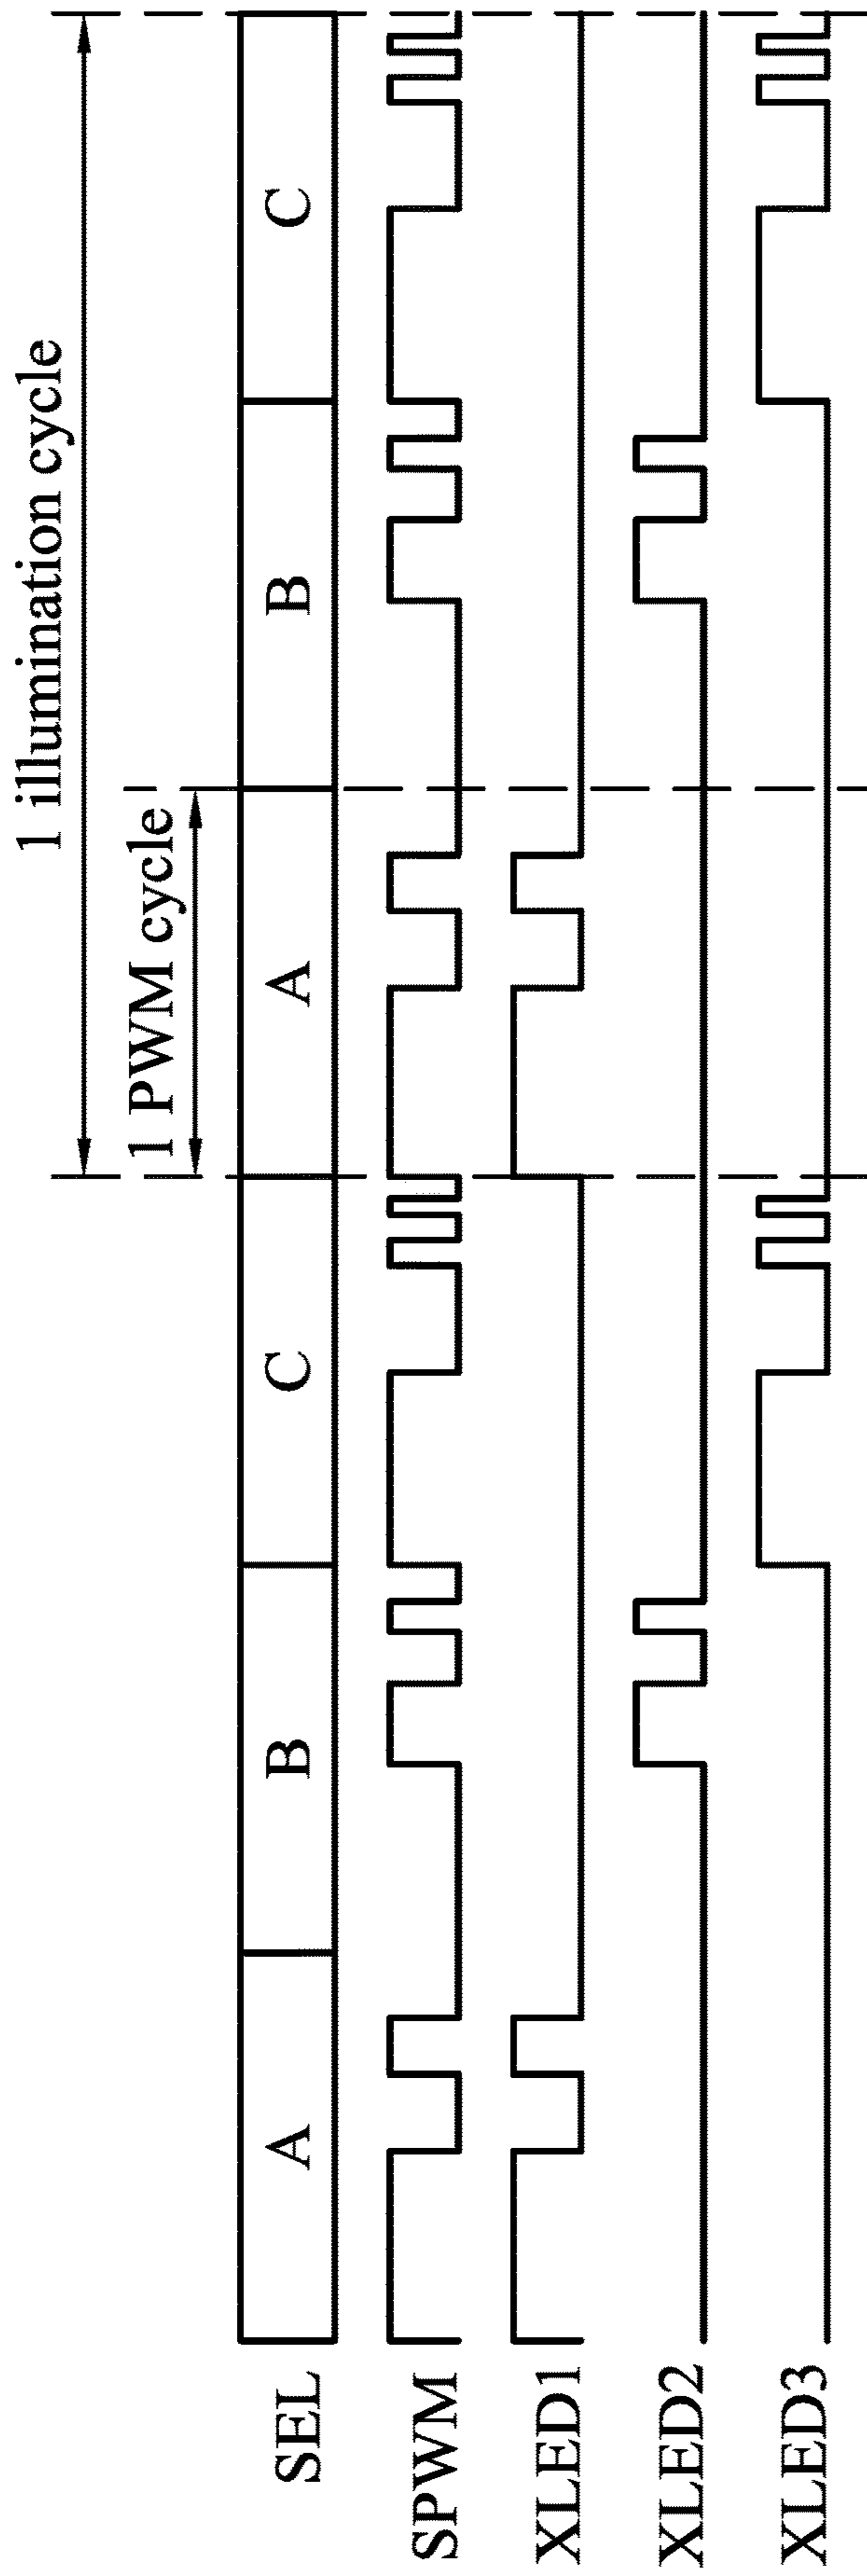 1 illumination cycle
1 PWM cycle
SEL A B C A B C
SPWM
XLED1
XLED2
XLED3